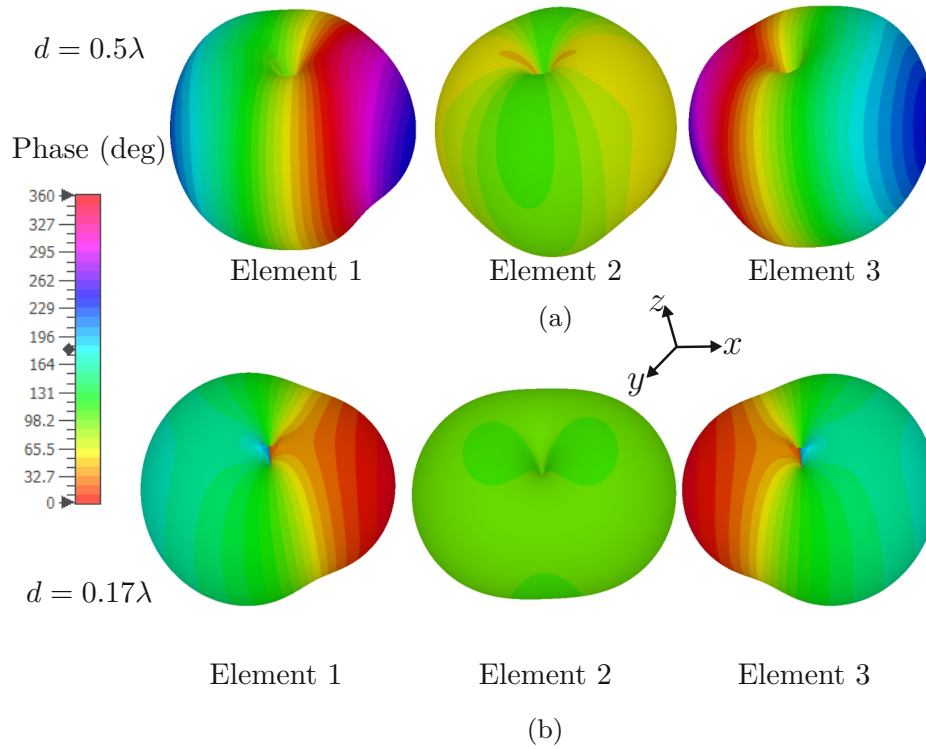 d = 0.5λ
Phase (deg)
360
295
262
229
196
164
131
98.2
65.5
32.7
0
Element 1
Element 2
Element 3
(a)
z
x
y
d = 0.17λ
Element 1
Element 2
Element 3
(b)